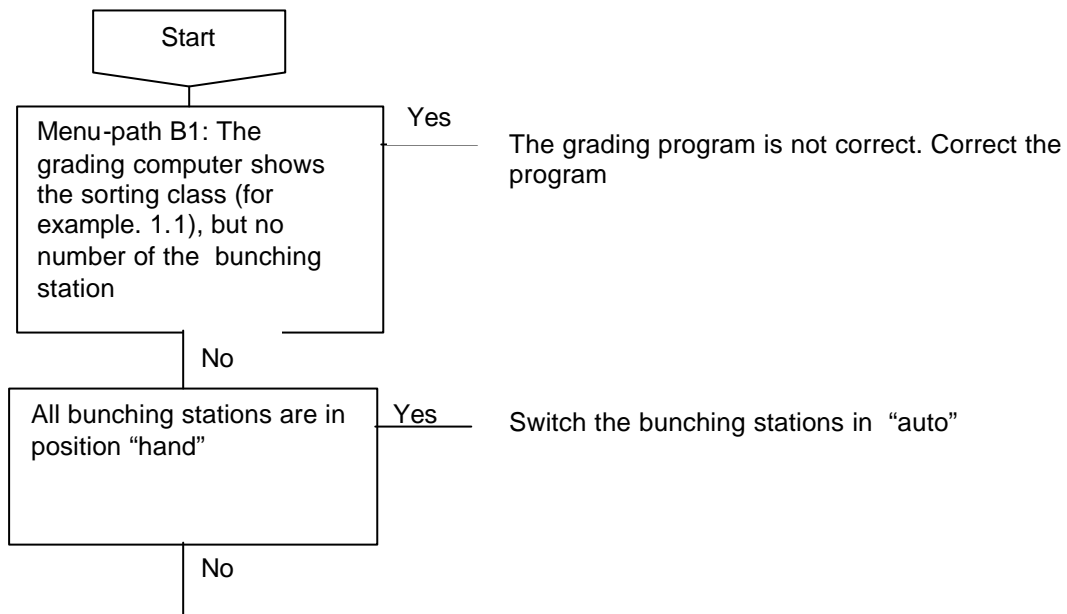 Start
Menu-path B1: The
grading computer shows
the sorting class (for
example. 1.1), but no
number of the bunching
station
Yes
The grading program is not correct. Correct the
program
No
All bunching stations are in
position “hand”
Yes
Switch the bunching stations in “auto”
No